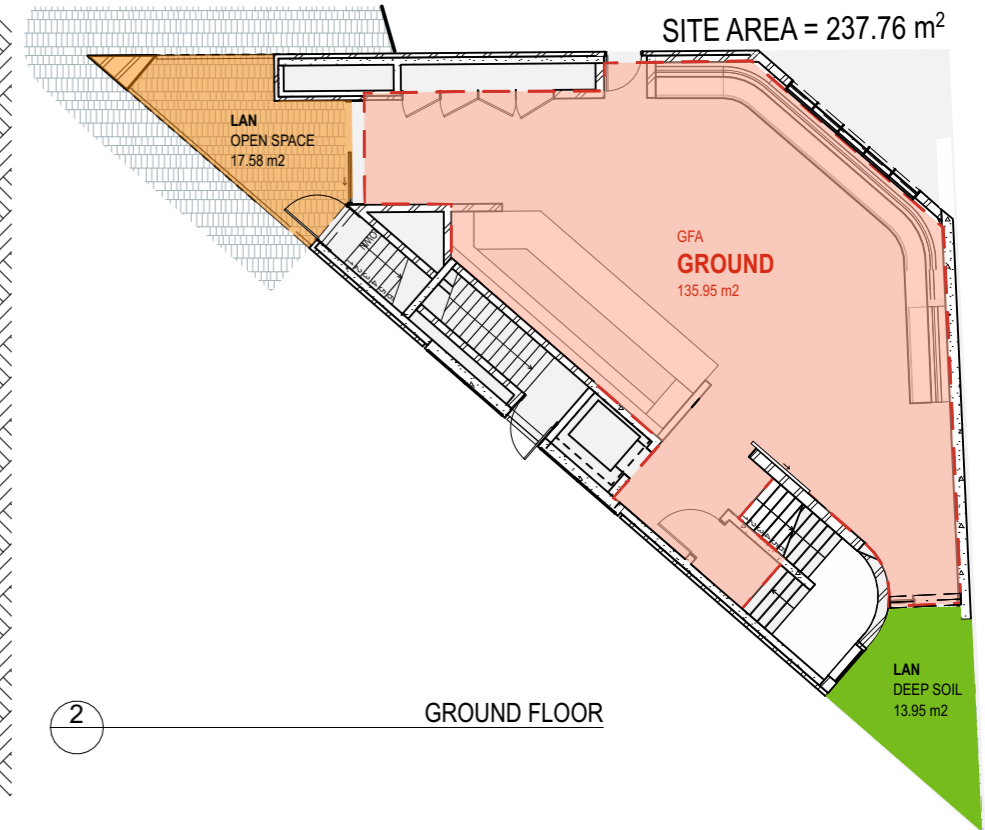 SITE AREA = 237.76 m²
LAN
OPEN SPACE
17.58 m2
GFA
GROUND
135.95 m2
LAN
DEEP SOIL
13.95 m2
2
GROUND FLOOR